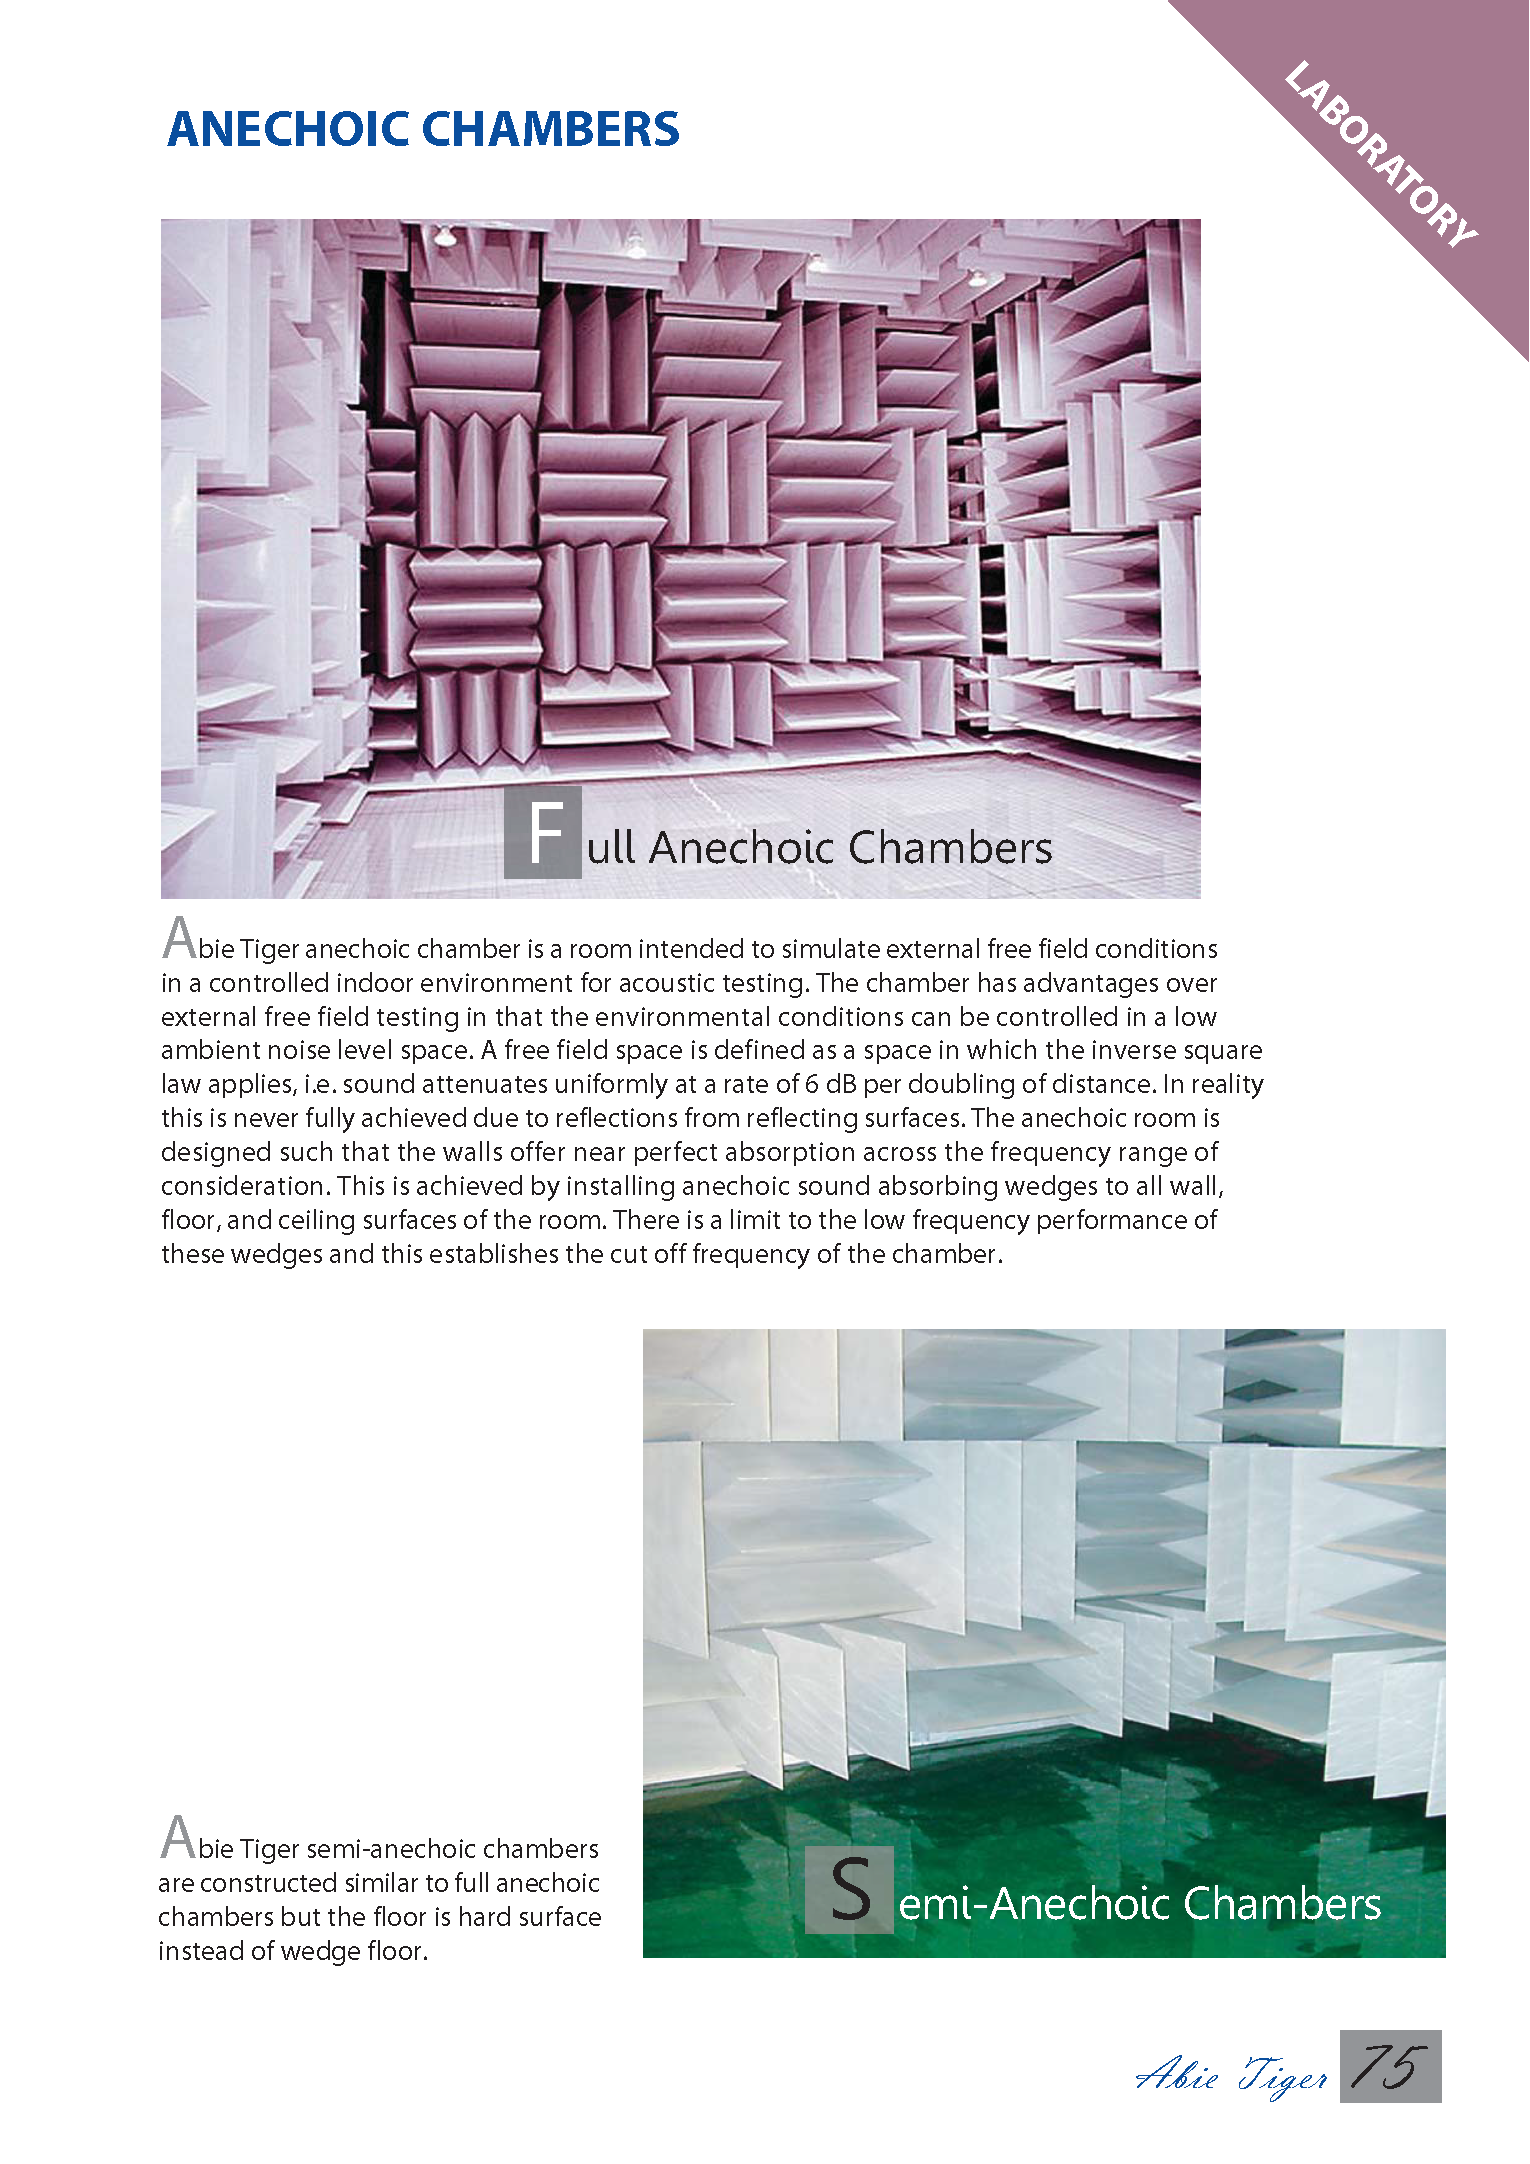 LABORATORY
ANECHOIC CHAMBERS
Full Anechoic Chambers
Abie Tiger anechoic chamber is a room intended to simulate external free field conditions
in a controlled indoor environment for acoustic testing. The chamber has advantages over
external free field testing in that the environmental conditions can be controlled in a low
ambient noise level space. A free field space is defined as a space in which the inverse square
law applies, i.e. sound attenuates uniformly at a rate of 6 dB per doubling of distance. In reality
this is never fully achieved due to reflections from reflecting surfaces. The anechoic room is
designed such that the walls offer near perfect absorption across the frequency range of
consideration. This is achieved by installing anechoic sound absorbing wedges to all wall,
floor, and ceiling surfaces of the room. There is a limit to the low frequency performance of
these wedges and this establishes the cut off frequency of the chamber.
Abie Tiger semi-anechoic chambers
are constructed similar to full anechoic
chambers but the floor is hard surface
instead of wedge floor.
Semi-Anechoic Chambers
Abie Tiger 75